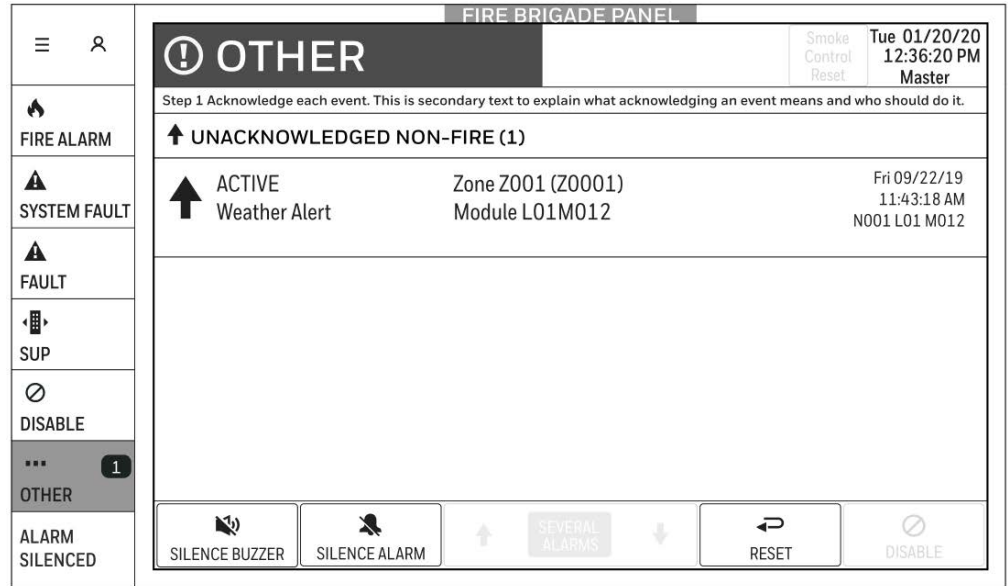 FIRE BRIGADE PANEL
OTHER
Smoke
Control
Reset
Tue 01/20/20
12:36:20 PM
Master
Step 1 Acknowledge each event. This is secondary text to explain what acknowledging an event means and who should do it.
UNACKNOWLEDGED NON-FIRE (1)
ACTIVE
Weather Alert
Zone Z001 (Z0001)
Module L01M012
Fri 09/22/19
11:43:18 AM
N001 L01 M012
FIRE ALARM
SYSTEM FAULT
FAULT
SUP
DISABLE
1
OTHER
ALARM
SILENCED
SILENCE BUZZER
SILENCE ALARM
SEVERAL
ALARMS
RESET
DISABLE